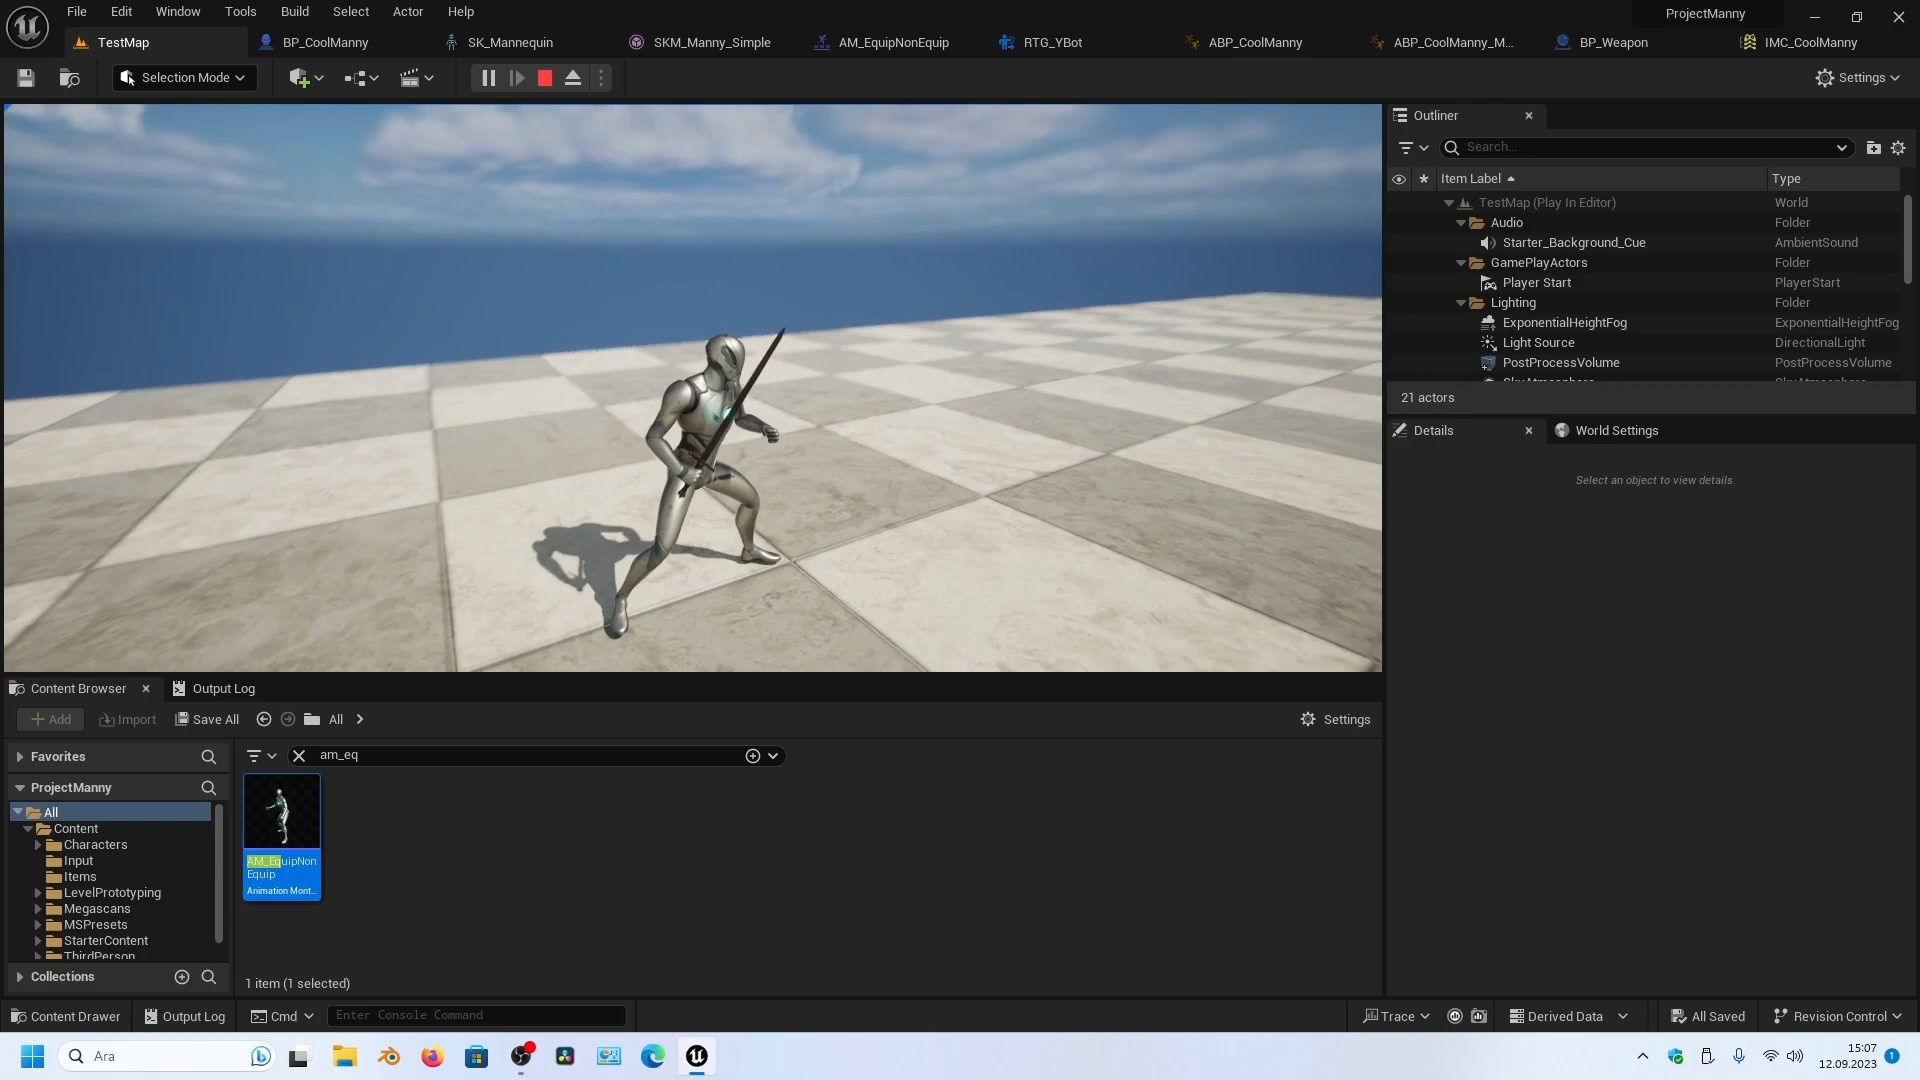 File Edit Window Tools Build Select Actor Help
ProjectManny
TestMap
BP_CoolManny
SK_Mannequin
SKM_Manny_Simple
AM_EquipNonEquip
RTG_YBot
ABP_CoolManny
ABP_CoolManny_M...
BP_Weapon
IMC_CoolManny
Selection Mode
Settings
Outliner
Search...
Item Label Type
TestMap (Play In Editor) World
Audio Folder
Starter_Background_Cue AmbientSound
GamePlayActors Folder
Player Start PlayerStart
Lighting Folder
ExponentialHeightFog ExponentialHeightFog
Light Source DirectionalLight
PostProcessVolume PostProcessVolume
SkyAtmosphere SkyAtmosphere
21 actors
Details
World Settings
Select an object to view details.
Content Browser
Output Log
Add
Import
Save All
All
Settings
Favorites
am_eq
ProjectManny
All
Content
Characters
Input
Items
LevelPrototyping
Megascans
MSPresets
StarterContent
ThirdPerson
AM_EquipNon
Equip
Animation Mont...
Collections
1 item (1 selected)
Content Drawer
Output Log
Cmd
Enter Console Command
Trace
Derived Data
All Saved
Revision Control
Ara
15:07
12.09.2023
1